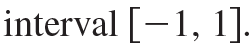 interval [−1, 1].